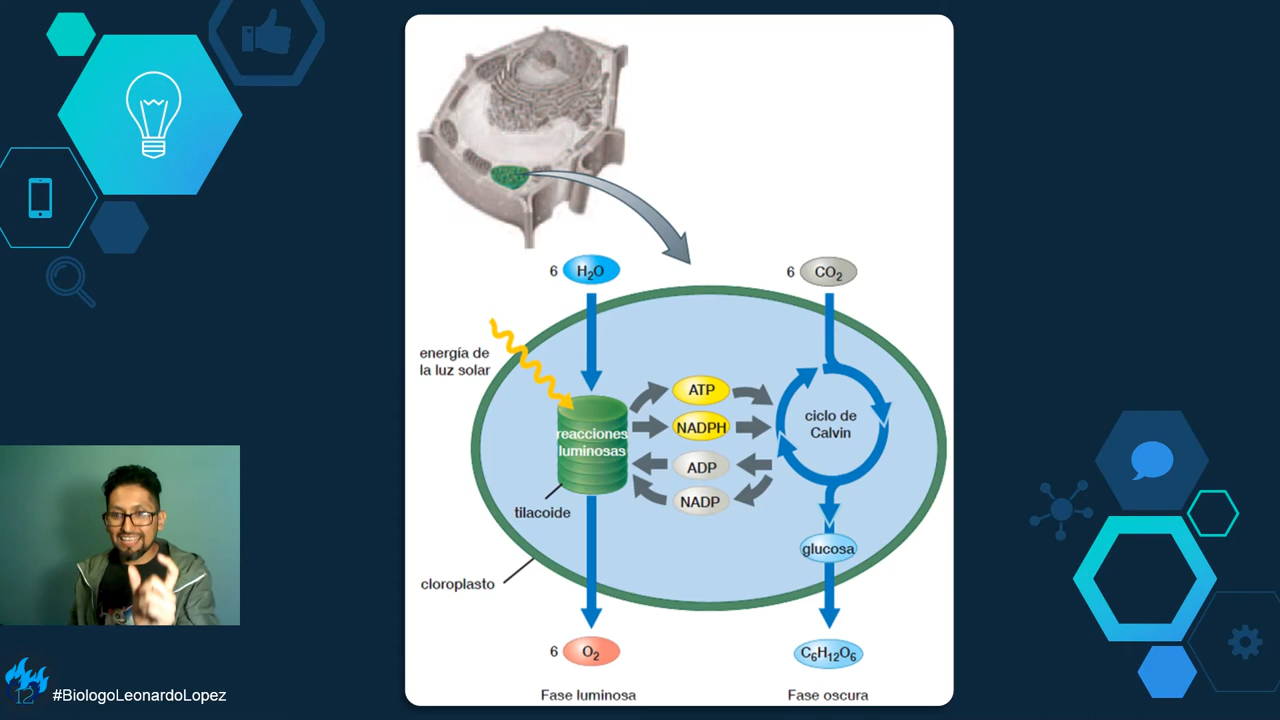 6 H₂O
6 CO₂
energía de
la luz solar
ATP
NADPH
ADP
NADP
reacciones
luminosas
ciclo de
Calvin
tilacoide
glucosa
cloroplasto
6 O₂
C₆H₁₂O₆
Fase luminosa
Fase oscura
12
#BiologoLeonardoLopez